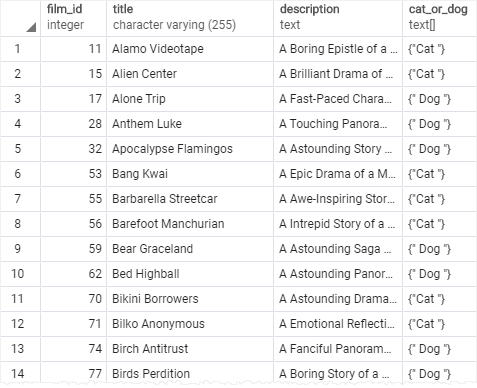 film_id title description cat_or_dog
integer character varying (255) text text[]
1 11 Alamo Videotape A Boring Epistle of a ... {"Cat "}
2 15 Alien Center A Brilliant Drama of ... {"Cat "}
3 17 Alone Trip A Fast-Paced Chara... {" Dog "}
4 28 Anthem Luke A Touching Panora... {" Dog "}
5 32 Apocalypse Flamingos A Astounding Story ... {" Dog "}
6 53 Bang Kwai A Epic Drama of a M... {"Cat "}
7 55 Barbarella Streetcar A Awe-Inspiring Stor... {"Cat "}
8 56 Barefoot Manchurian A Intrepid Story of a ... {"Cat "}
9 59 Bear Graceland A Astounding Saga ... {" Dog "}
10 62 Bed Highball A Astounding Panor... {" Dog "}
11 70 Bikini Borrowers A Astounding Drama... {"Cat "}
12 71 Bilko Anonymous A Emotional Reflecti... {"Cat "}
13 74 Birch Antitrust A Fanciful Panoram... {" Dog "}
14 77 Birds Perdition A Boring Story of a ... {" Dog "}